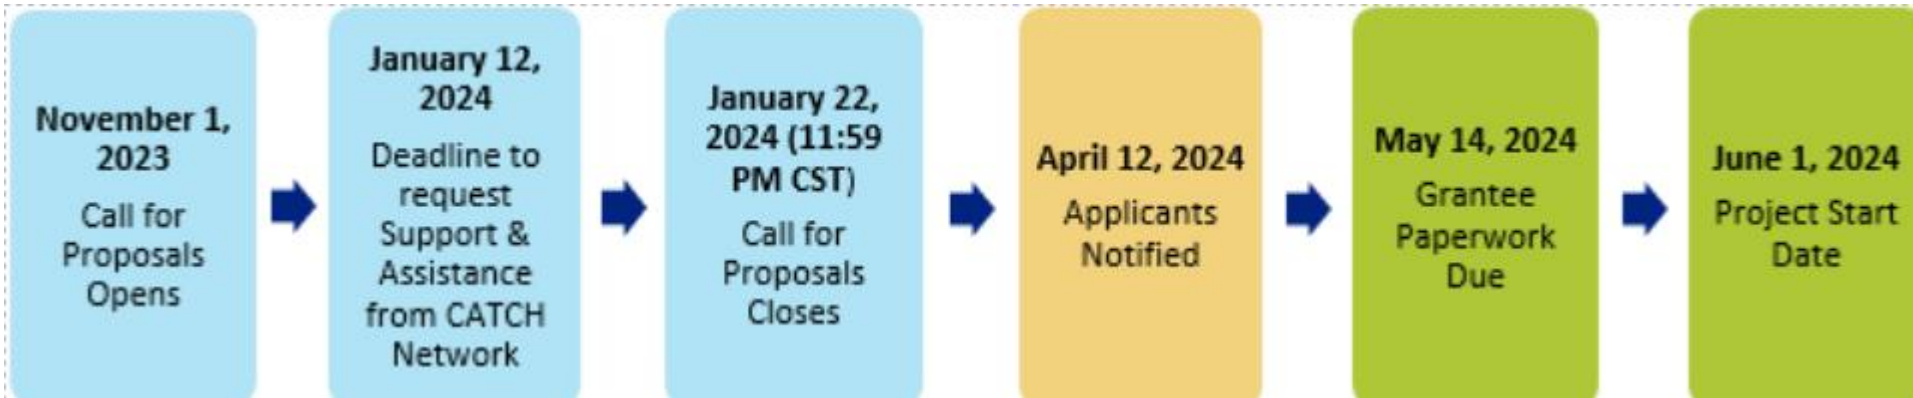 November 1,
2023
Call for
Proposals
Opens
January 12,
2024
Deadline to
request
Support &
Assistance
from CATCH
Network
January 22,
2024 (11:59
PM CST)
Call for
Proposals
Closes
April 12, 2024
Applicants
Notified
May 14, 2024
Grantee
Paperwork
Due
June 1, 2024
Project Start
Date